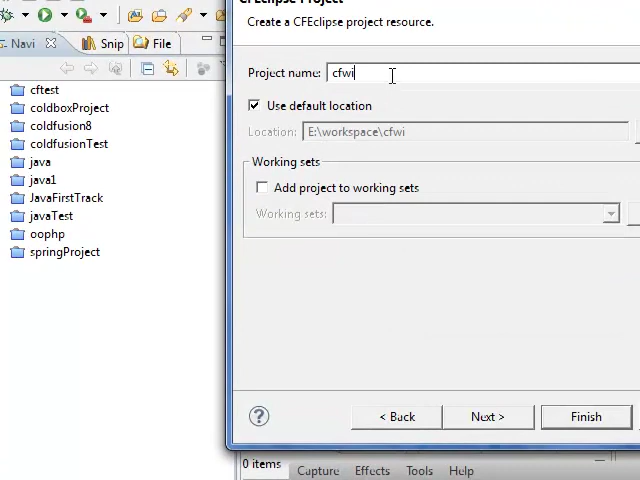 CFEclipse Project
Create a CFEclipse project resource.
Navi
Snip
File
Project name: cfwi
Use default location
Location: E:\workspace\cfwi
Working sets
Add project to working sets
Working sets:
cftest
coldboxProject
coldfusion8
coldfusionTest
java
java1
JavaFirstTrack
javaTest
oophp
springProject
< Back
Next >
Finish
0 items
Capture
Effects
Tools
Help